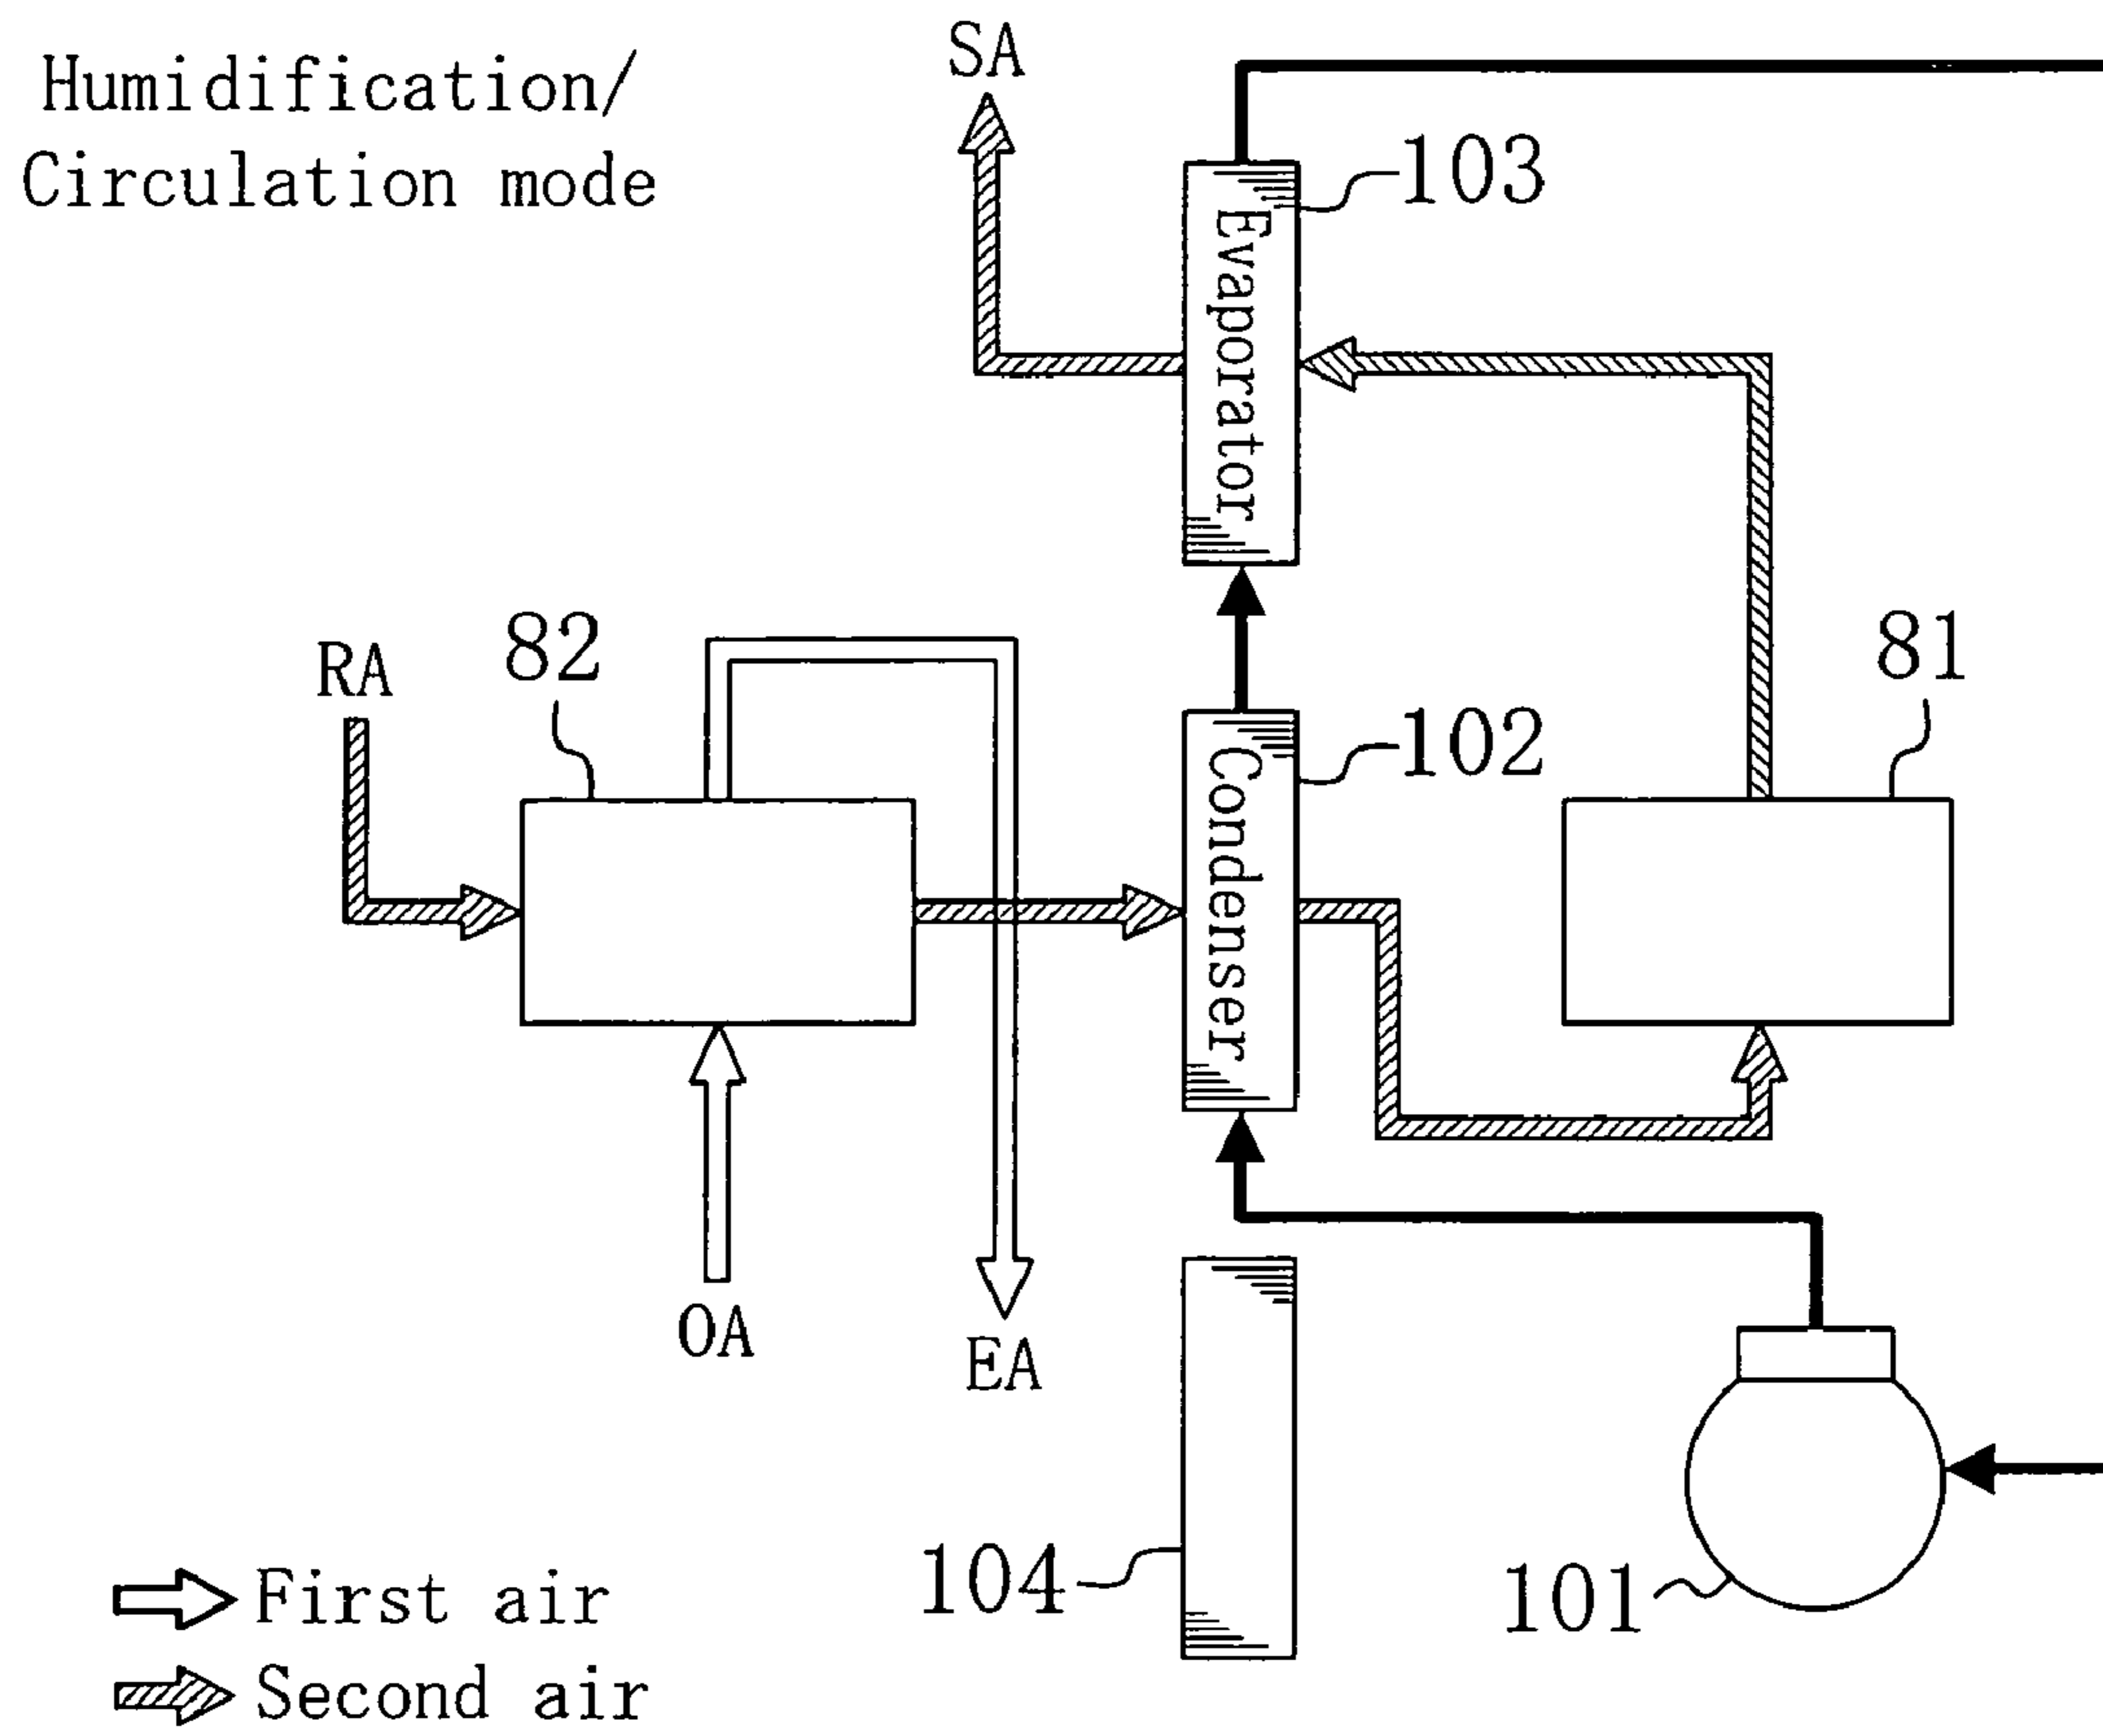 Humidification/
Circulation mode
SA
103
Evaporator
RA
82
81
102
Condenser
OA
EA
104
101
First air
Second air